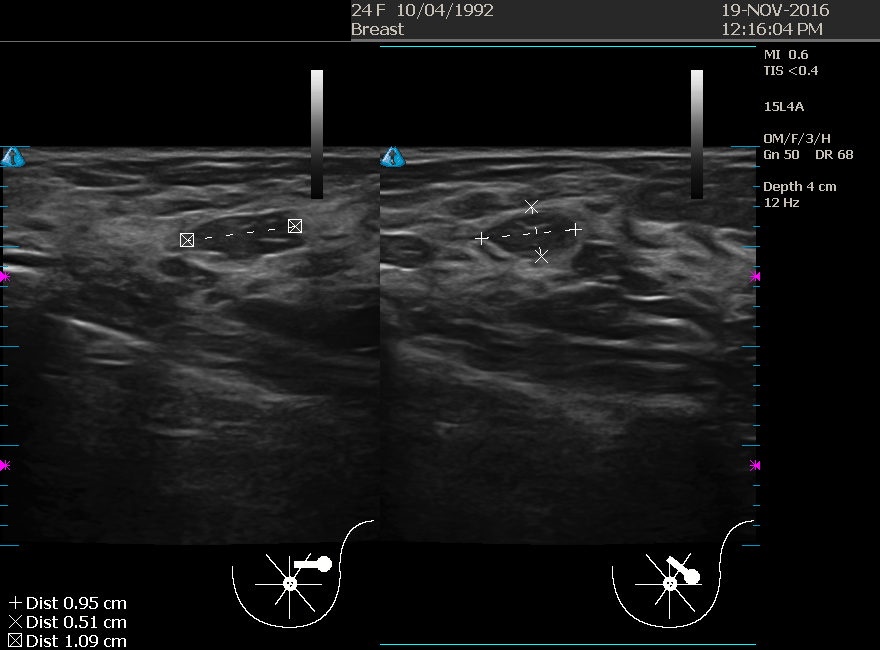 24 F 10/04/1992 19-NOV-2016
Breast 12:16:04 PM
MI 0.6
TIS <0.4
15L4A
OM/F/3/H
Gn 50 DR 68
Depth 4 cm
12 Hz
Dist 0.95 cm
Dist 0.51 cm
Dist 1.09 cm